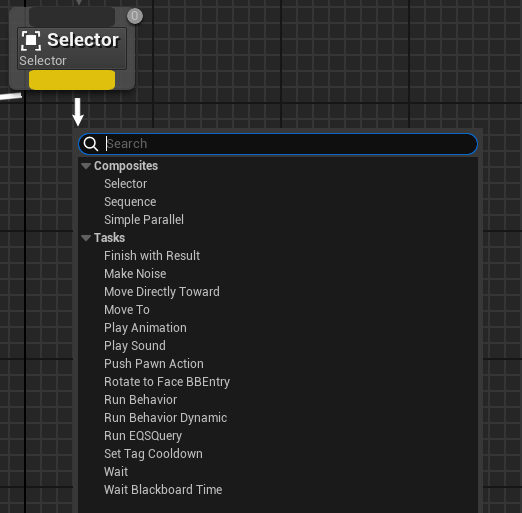 0
Selector
Selector
Search
Composites
Selector
Sequence
Simple Parallel
Tasks
Finish with Result
Make Noise
Move Directly Toward
Move To
Play Animation
Play Sound
Push Pawn Action
Rotate to Face BBEntry
Run Behavior
Run Behavior Dynamic
Run EQSQuery
Set Tag Cooldown
Wait
Wait Blackboard Time